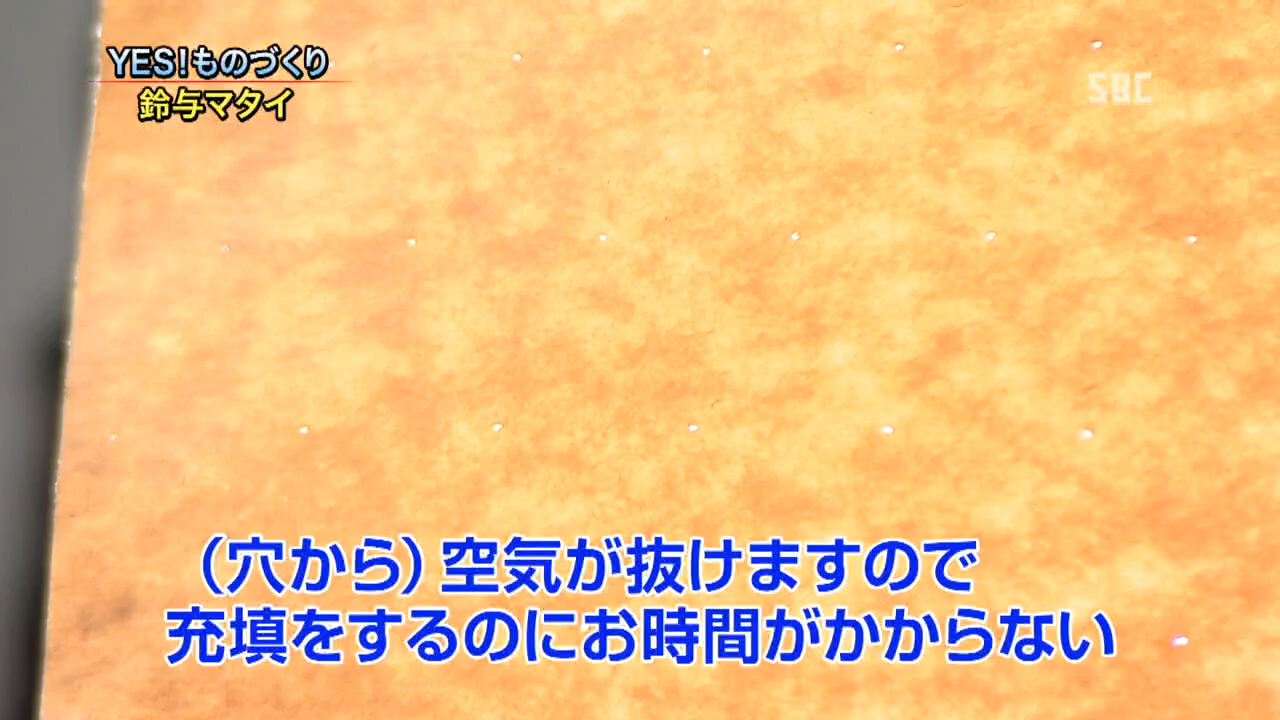 YES!ものづくり
鈴与マタイ
SBC
（穴から）空気が抜けますので
充填をするのにお時間がかからない